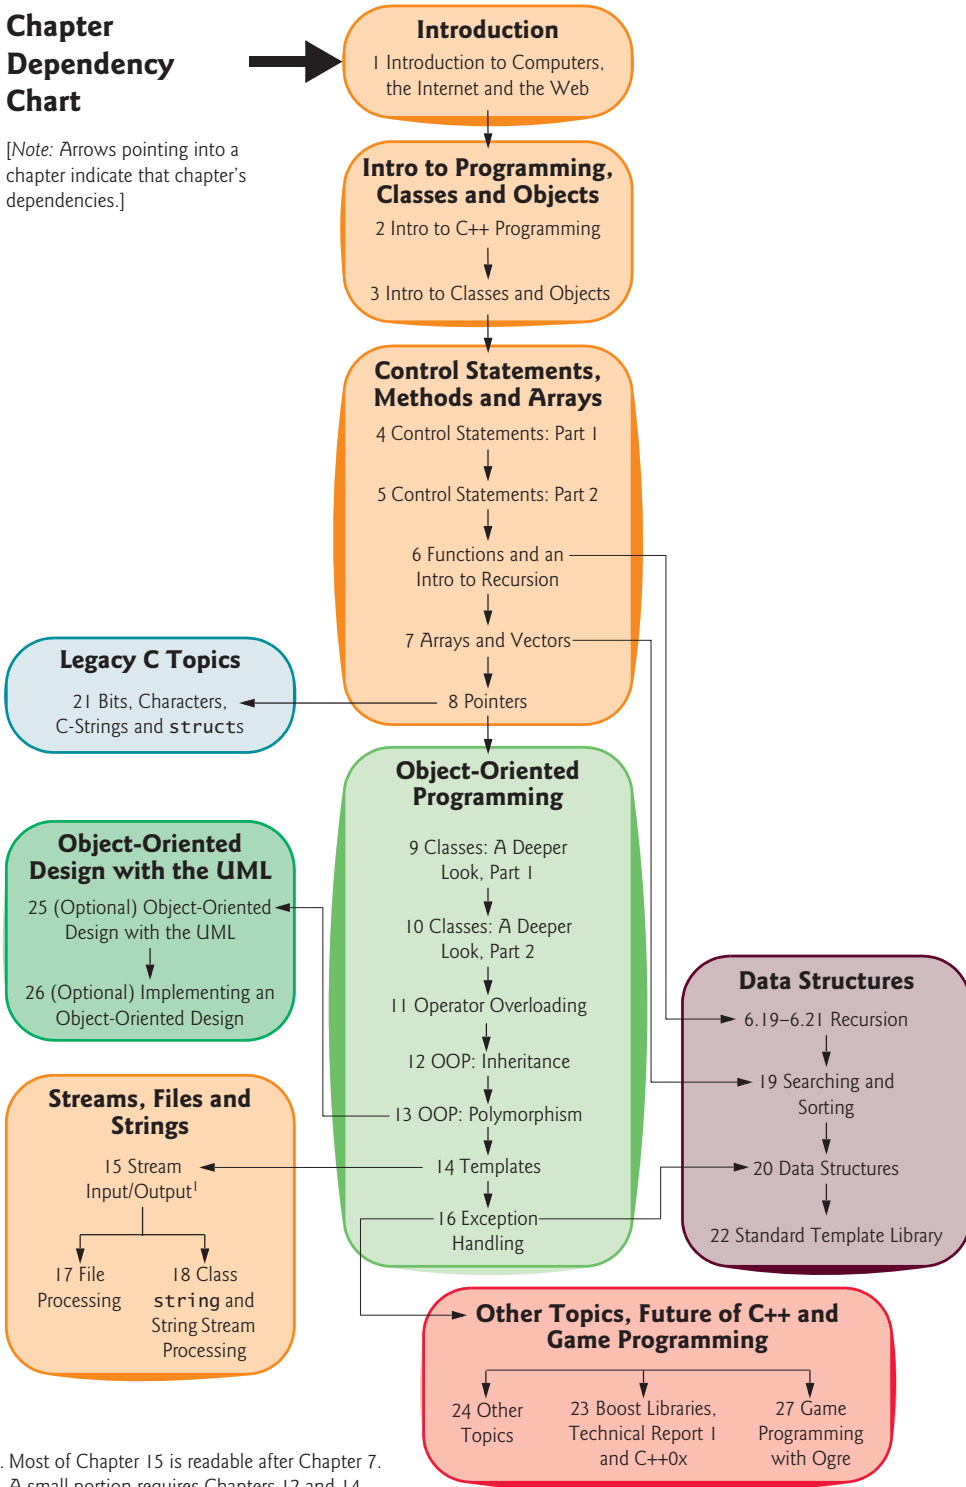 Chapter
Dependency
Chart
[Note: Arrows pointing into a
chapter indicate that chapter's
dependencies.]
Introduction
1 Introduction to Computers,
the Internet and the Web
Intro to Programming,
Classes and Objects
2 Intro to C++ Programming
3 Intro to Classes and Objects
Control Statements,
Methods and Arrays
4 Control Statements: Part 1
5 Control Statements: Part 2
6 Functions and an
Intro to Recursion
7 Arrays and Vectors
8 Pointers
Legacy C Topics
21 Bits, Characters,
C-Strings and structs
Object-Oriented
Programming
9 Classes: A Deeper
Look, Part 1
10 Classes: A Deeper
Look, Part 2
11 Operator Overloading
12 OOP: Inheritance
13 OOP: Polymorphism
14 Templates
16 Exception
Handling
Object-Oriented
Design with the UML
25 (Optional) Object-Oriented
Design with the UML
26 (Optional) Implementing an
Object-Oriented Design
Streams, Files and
Strings
15 Stream
Input/Output¹
17 File
Processing
18 Class
string and
String Stream
Processing
Data Structures
6.19–6.21 Recursion
19 Searching and
Sorting
20 Data Structures
22 Standard Template Library
Other Topics, Future of C++ and
Game Programming
24 Other
Topics
23 Boost Libraries,
Technical Report 1
and C++0x
27 Game
Programming
with Ogre
. Most of Chapter 15 is readable after Chapter 7.
A small portion requires Chapters 12 and 14.